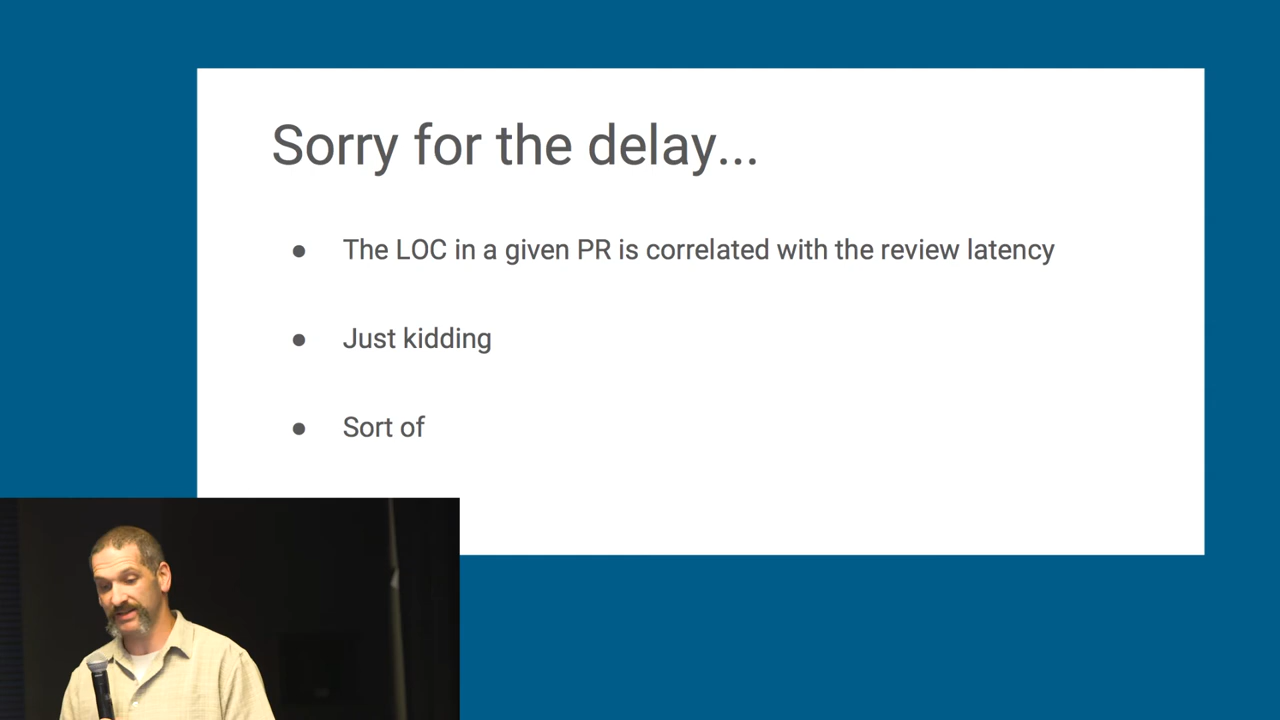 Sorry for the delay...
● The LOC in a given PR is correlated with the review latency
● Just kidding
● Sort of